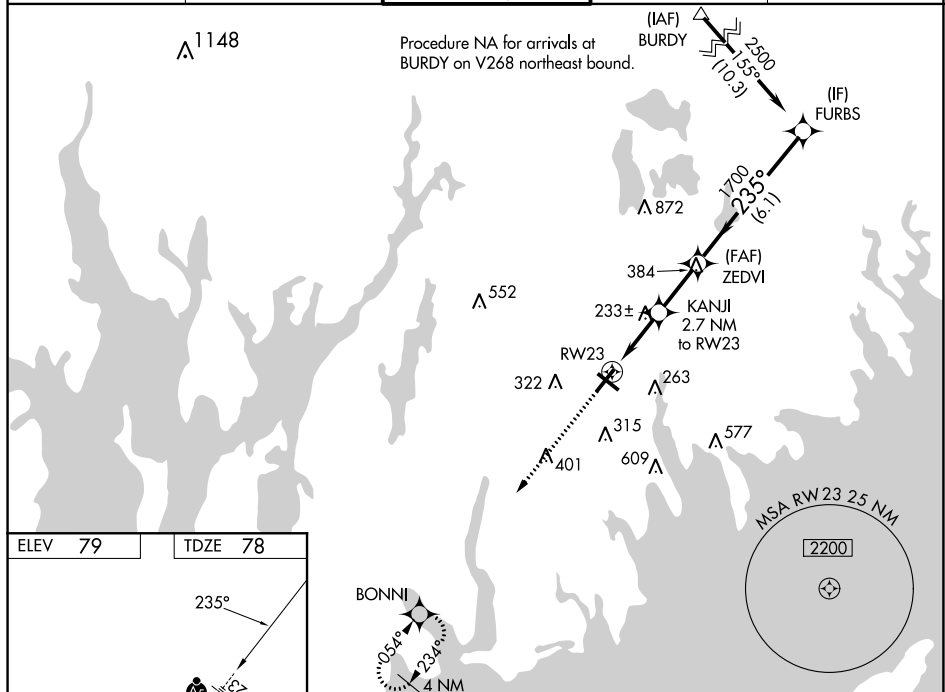 1148
Procedure NA for arrivals at
BURDY on V268 northeast bound.
(IAF)
BURDY
2500
155°
(10.3)
(IF)
FURBS
1700
235°
(6.1)
872
(FAF)
ZEDVI
384
552
233±
KANJI
2.7 NM
to RW23
RW23
322
263
315
577
401
609
MSA RW23 25 NM
2200
ELEV 79
TDZE 78
235°
BONNI
054°
234°
4 NM
23